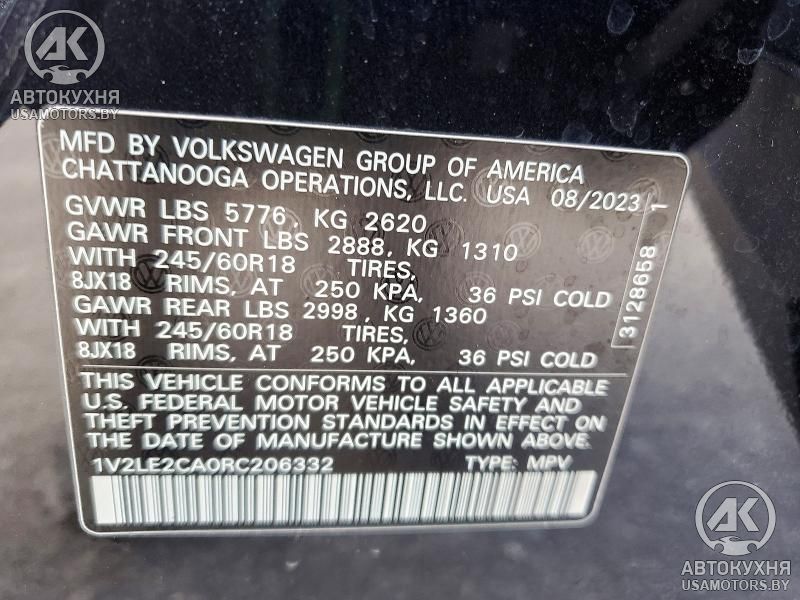 AK
АВТОКУХНЯ
USAMOTORS.BY
MFD BY VOLKSWAGEN GROUP OF AMERICA
CHATTANOOGA OPERATIONS, LLC. USA 08/2023
GVWR LBS 5776, KG 2620
GAWR FRONT LBS 2888, KG 1310
WITH 245/60R18 TIRES,
8JX18 RIMS, AT 250 KPA, 36 PSI COLD
GAWR REAR LBS 2998, KG 1360
WITH 245/60R18 TIRES,
8JX18 RIMS, AT 250 KPA, 36 PSI COLD
3128658 1
THIS VEHICLE CONFORMS TO ALL APPLICABLE
U.S. FEDERAL MOTOR VEHICLE SAFETY AND
THEFT PREVENTION STANDARDS IN EFFECT ON
THE DATE OF MANUFACTURE SHOWN ABOVE.
1V2LE2CA0RC206332 TYPE: MPV
AK
АВТОКУХНЯ
USAMOTORS.BY